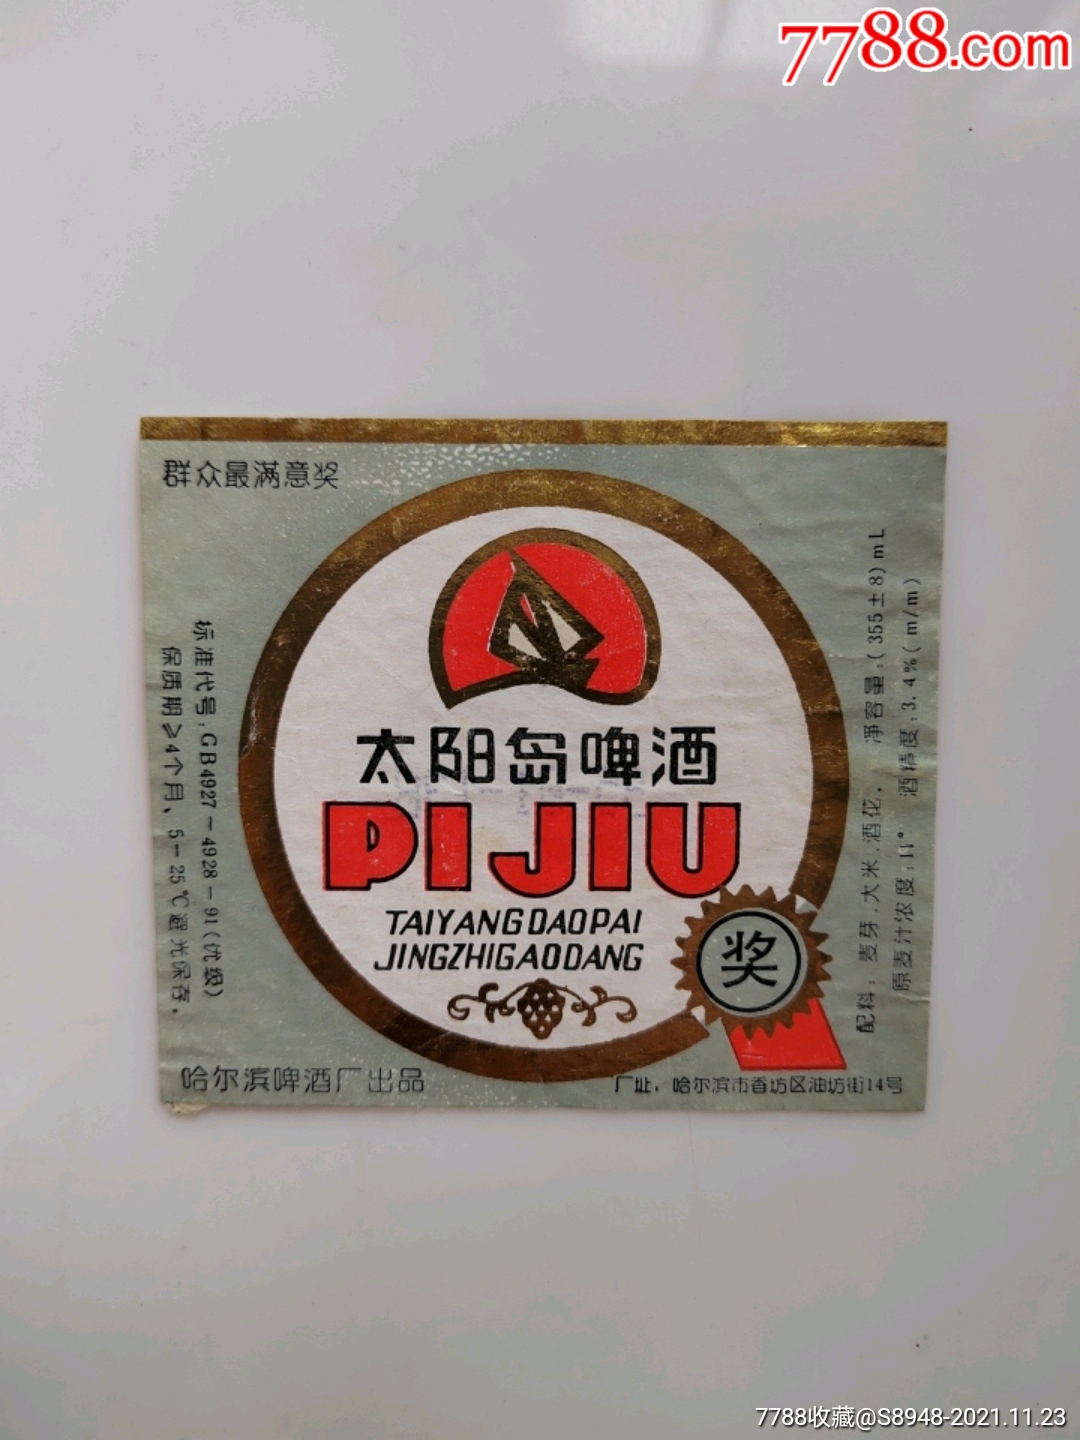 7788.com
群众最满意奖
标准代号：GB4927～4928－91(优级)
保质期≥4个月、5－25℃避光保存．
太阳岛啤酒
PIJIU
TAIYANGDAOPAI
JINGZHIGAODANG
奖
配料：麦芽.大米.酒花. 净容量:(355±8)mL
原麦汁浓度:11° 酒精度:3.4%(m/m)
哈尔滨啤酒厂出品
厂址：哈尔滨市香坊区油坊街14号
7788收藏@S8948-2021.11.23